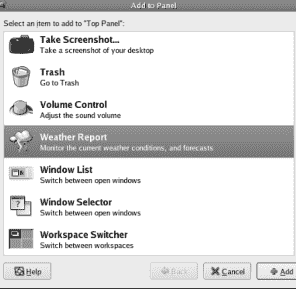 Add to Panel
Select an item to add to "Top Panel":
Take Screenshot...
Take a screenshot of your desktop
Trash
Go to Trash
Volume Control
Adjust the sound volume
Weather Report
Monitor the current weather conditions, and forecasts
Window List
Switch between open windows
Window Selector
Switch between open windows
Workspace Switcher
Switch between workspaces
Help
Back
Cancel
Add